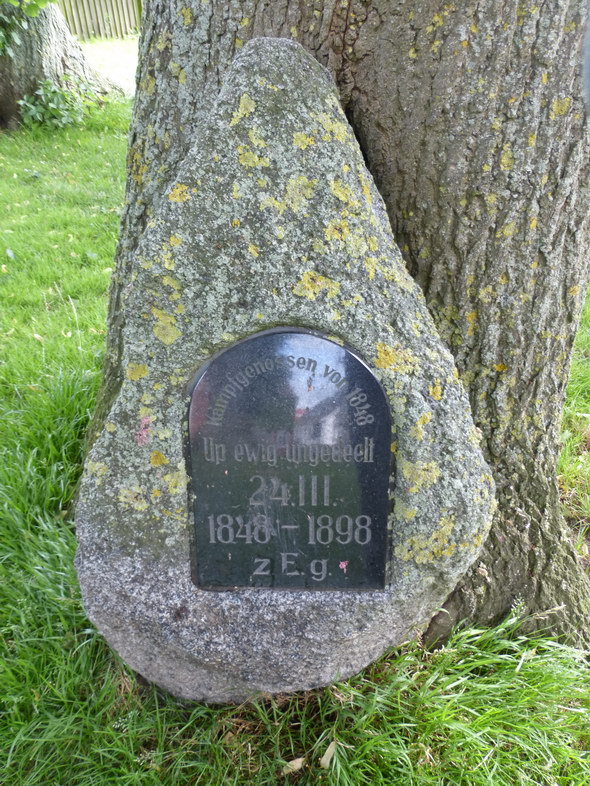 Kampfgenossen von 1848
Up ewig ungedeelt
24.III.
1848 – 1898
z E.g.